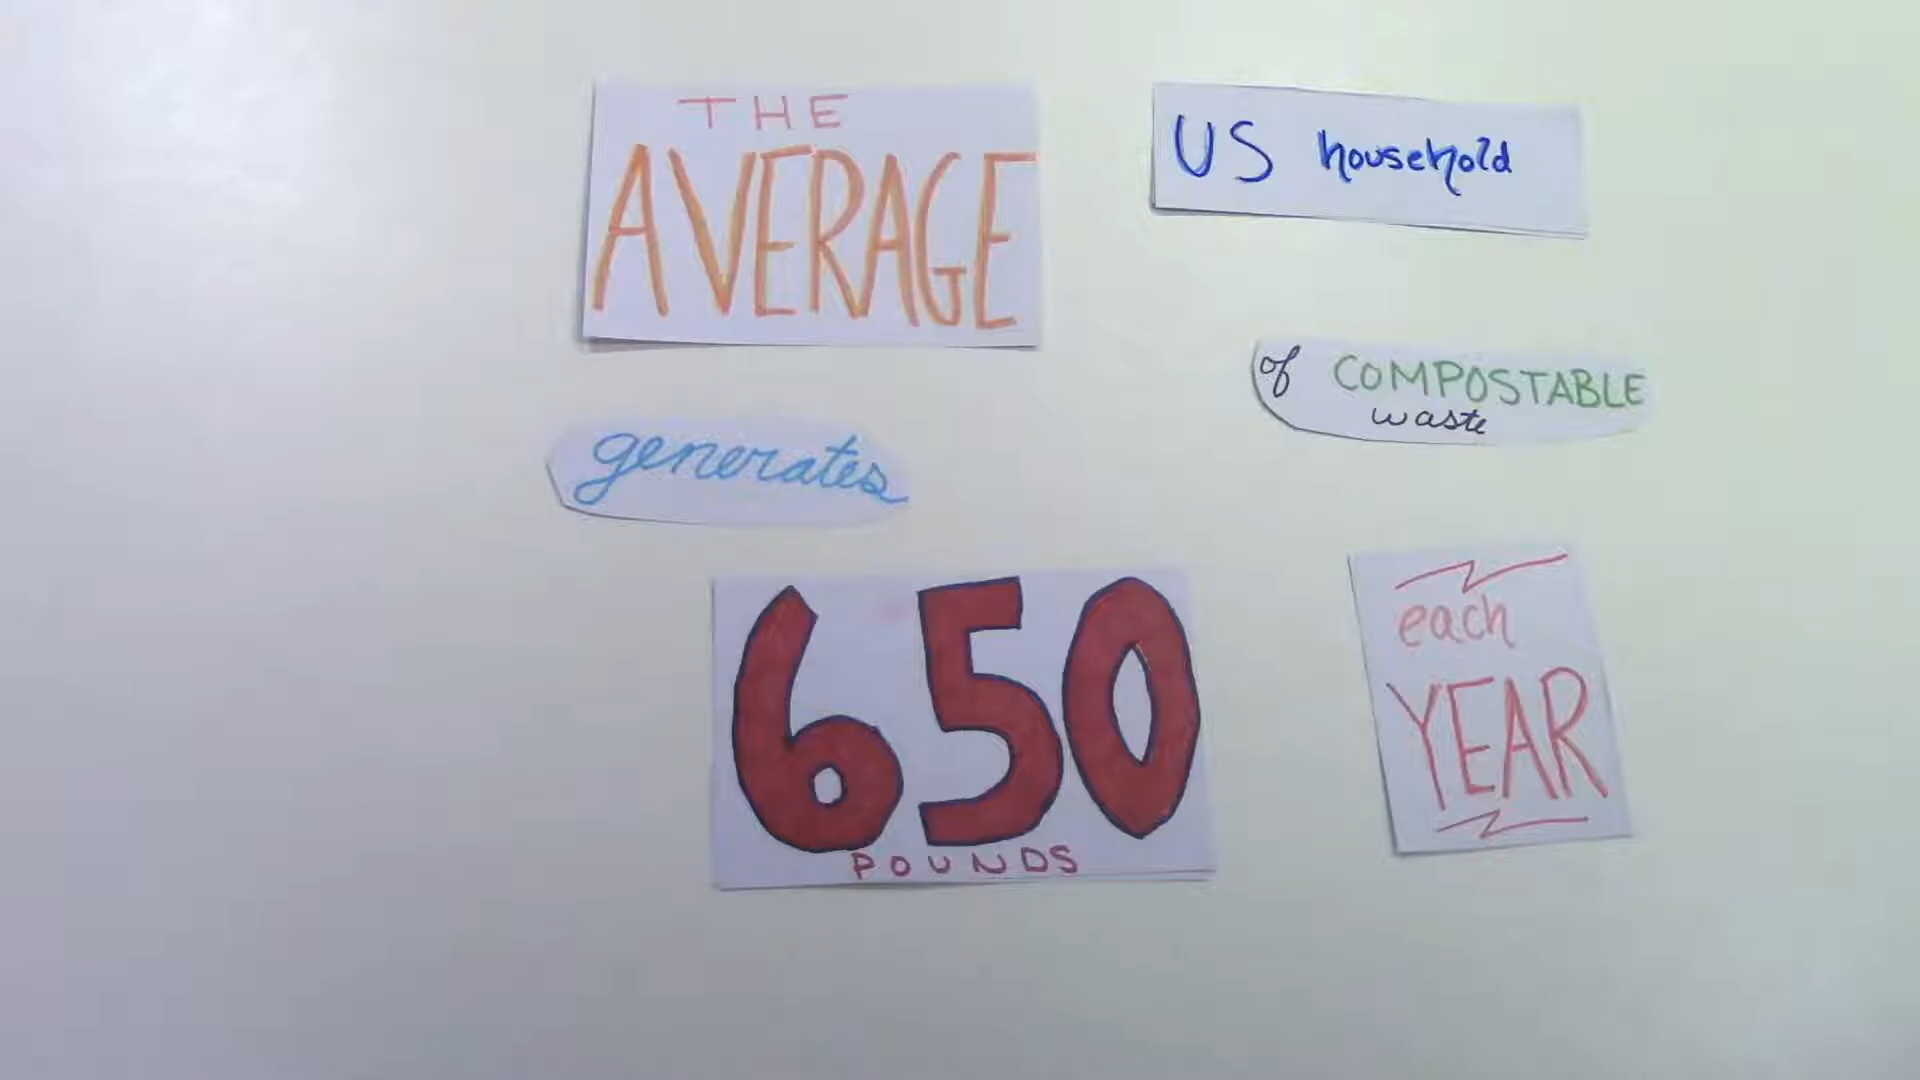 THE
AVERAGE
US household
generates
650
POUNDS
of COMPOSTABLE
waste
each
YEAR